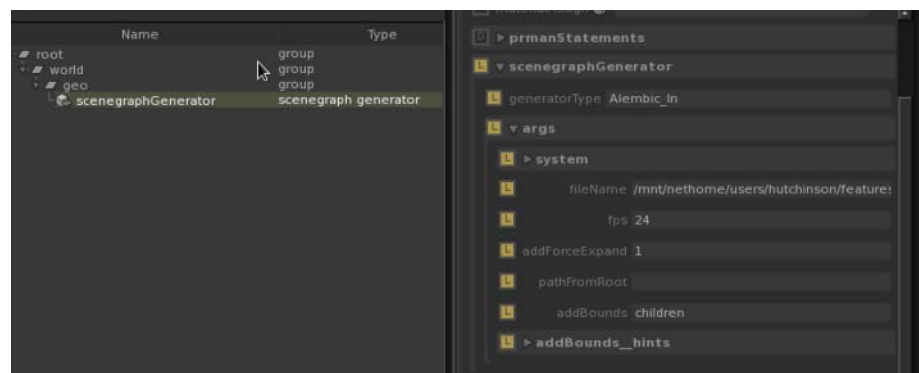 Name Type
root group
world group
geo group
scenegraphGenerator scenegraph generator
D prmanStatements
L scenegraphGenerator
L generatorType Alembic_In
L args
L system
L fileName /mnt/nethome/users/hutchinson/features
L fps 24
L addForceExpand 1
L pathFromRoot
L addBounds children
L addBounds__hints